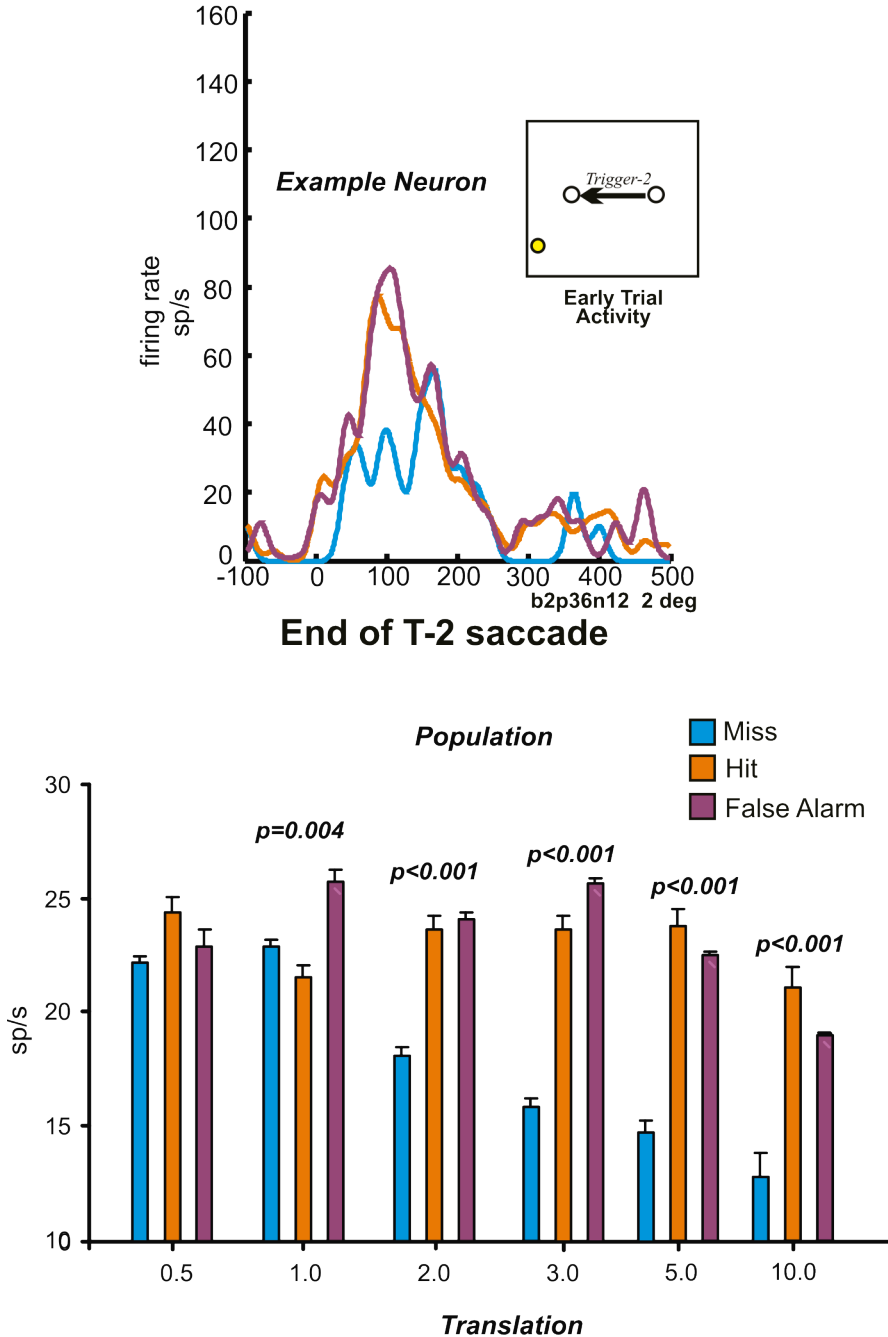 160
140
120
100
80
60
40
20
0
firing rate
sp/s
Example Neuron
Trigger-2
Early Trial
Activity
-100 0 100 200 300 400 500
b2p36n12 2 deg
End of T-2 saccade
Population
Miss
Hit
False Alarm
30
25
20
15
10
sp/s
p=0.004
p<0.001
p<0.001
p<0.001
p<0.001
0.5 1.0 2.0 3.0 5.0 10.0
Translation